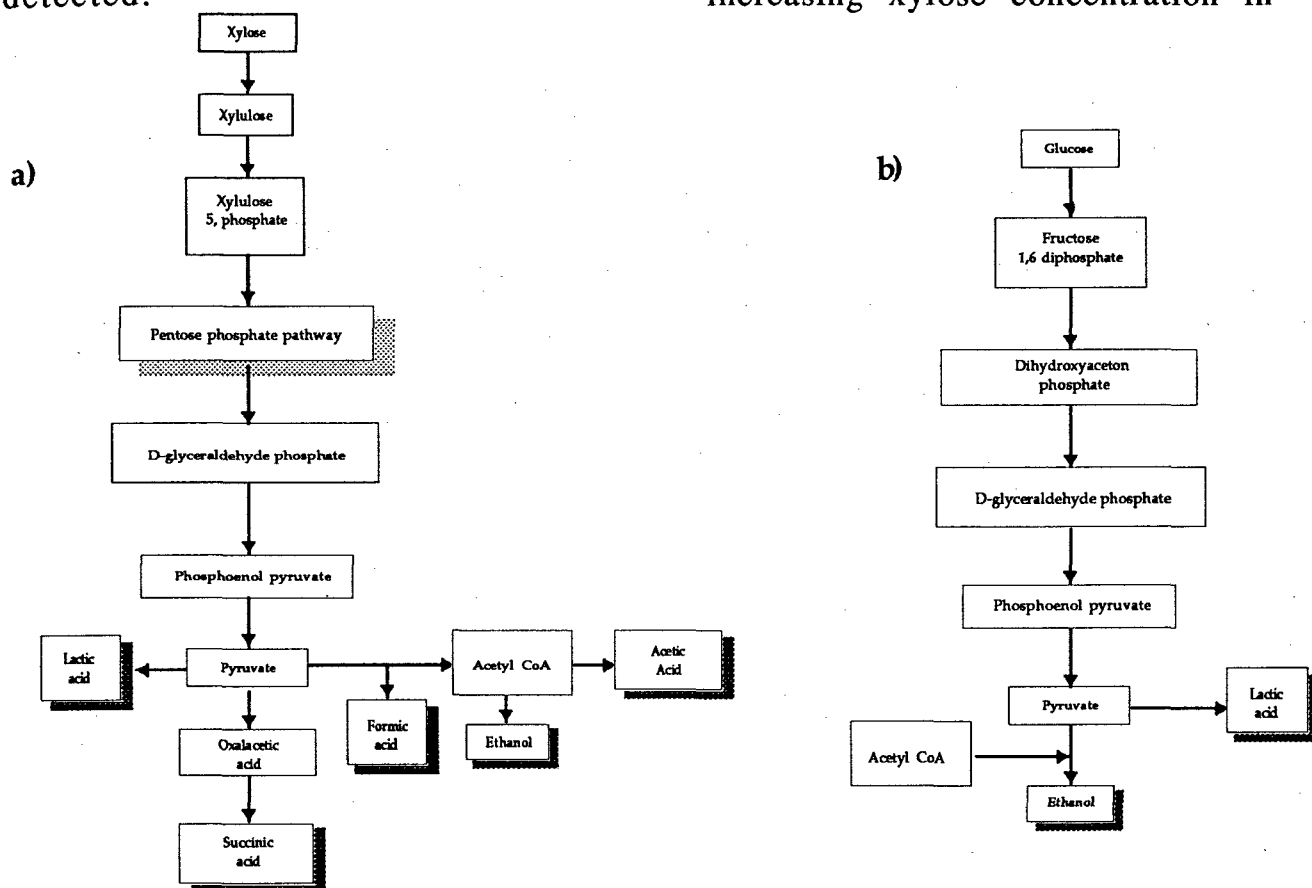 detected.
increasing xylose concentration in
a)
Xylose
Xylulose
Xylulose
5, phosphate
Pentose phosphate pathway
D-glyceraldehyde phosphate
Phosphoenol pyruvate
Lactic
acid
Pyruvate
Acetyl CoA
Acetic
Acid
Formic
acid
Ethanol
Oxalacetic
acid
Succinic
acid
b)
Glucose
Fructose
1,6 diphosphate
Dihydroxyaceton
phosphate
D-glyceraldehyde phosphate
Phosphoenol pyruvate
Pyruvate
Lactic
acid
Acetyl CoA
Ethanol